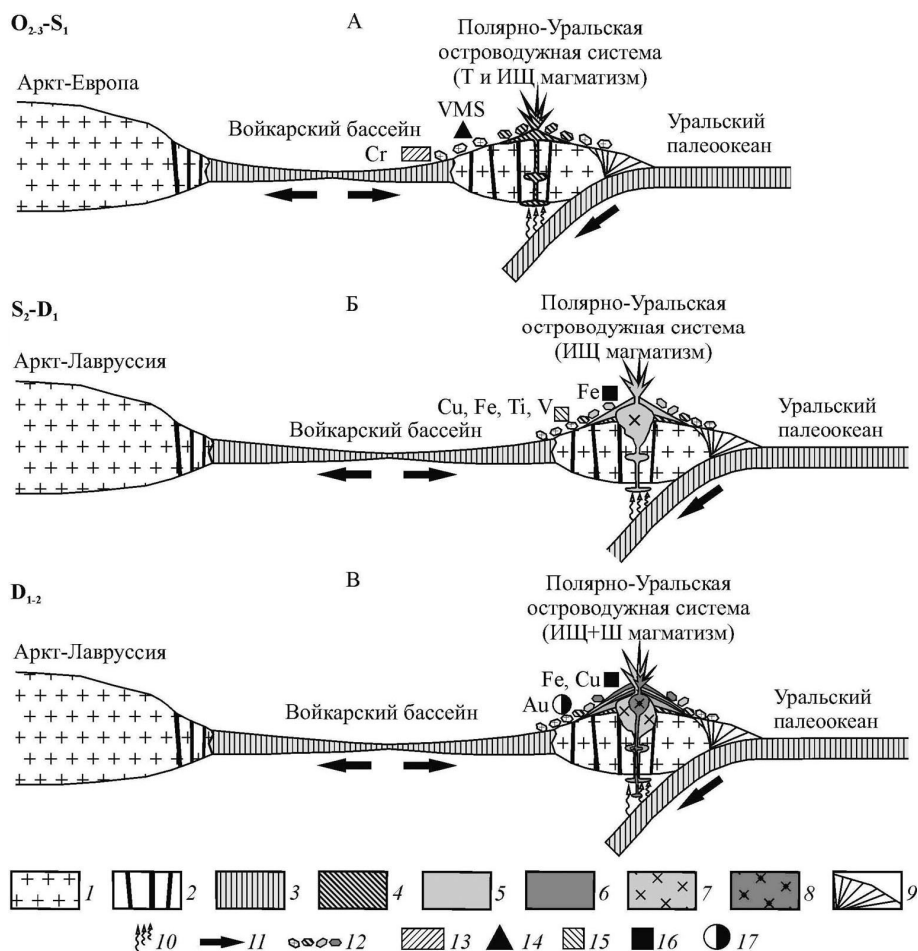 O₂₋₃-S₁
А
Полярно-Уральская
островодужная система
(Т и ИЩ магматизм)
Аркт-Европа
VMS
Войкарский бассейн
Cr
Уральский
палеоокеан
S₂-D₁
Б
Полярно-Уральская
островодужная система
(ИЩ магматизм)
Аркт-Лавруссия
Fe
Cu, Fe, Ti, V
Войкарский бассейн
Уральский
палеоокеан
D₁₋₂
В
Полярно-Уральская
островодужная система
(ИЩ+Ш магматизм)
Аркт-Лавруссия
Fe, Cu
Au
Войкарский бассейн
Уральский
палеоокеан
1 2 3 4 5 6 7 8 9
10 11 12 13 14 15 16 17